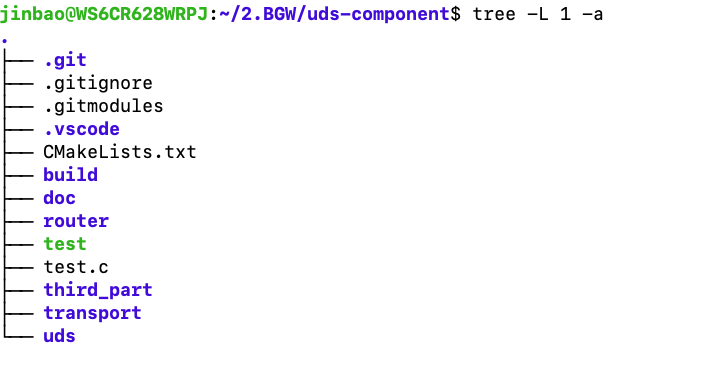 jinbao@WS6CR628WRPJ:~/2.BGW/uds-component$ tree -L 1 -a
.
├── .git
├── .gitignore
├── .gitmodules
├── .vscode
├── CMakeLists.txt
├── build
├── doc
├── router
├── test
├── test.c
├── third_part
├── transport
└── uds